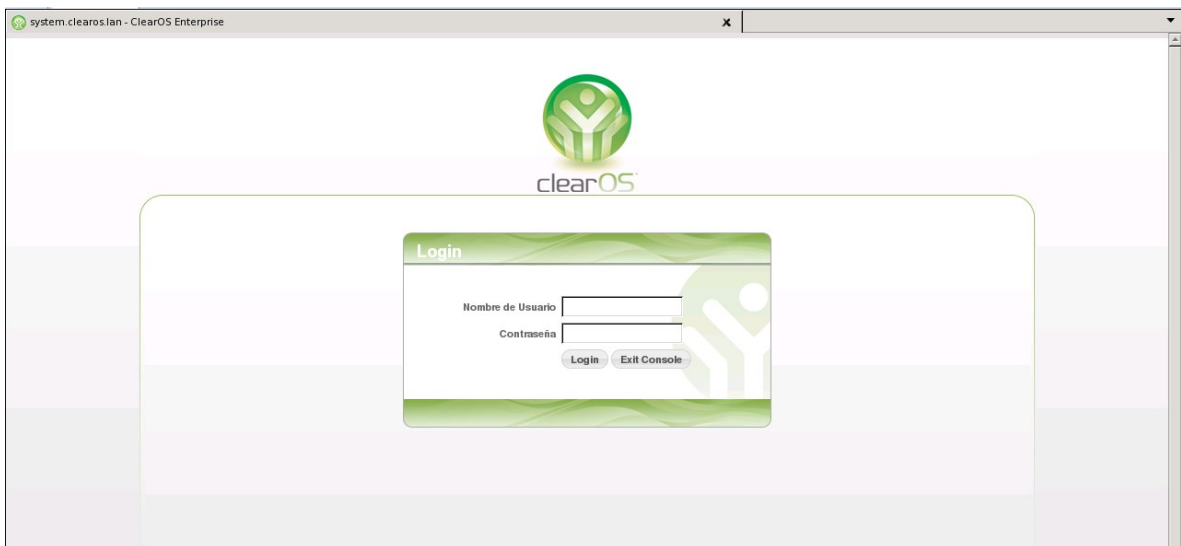 system.clearos.lan - ClearOS Enterprise
clearOS
Login
Nombre de Usuario
Contraseña
Login Exit Console